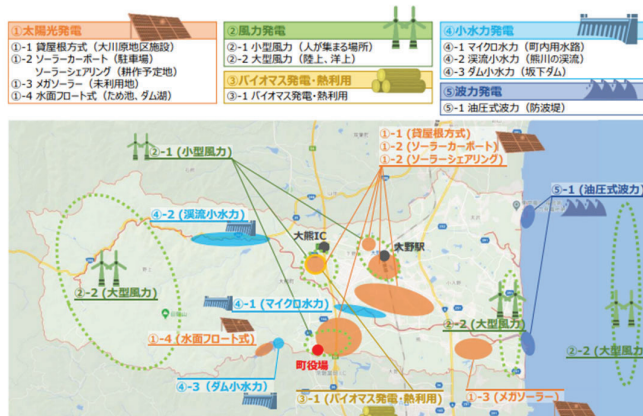 ①太陽光発電
①-1 貸屋根方式（大川原地区施設）
①-2 ソーラーカーポート（駐車場）
ソーラーシェアリング（耕作予定地）
①-3 メガソーラー（未利用地）
①-4 水面フロート式（ため池、ダム湖）
②風力発電
②-1 小型風力（人が集まる場所）
②-2 大型風力（陸上、洋上）
③バイオマス発電・熱利用
③-1 バイオマス発電・熱利用
④小水力発電
④-1 マイクロ水力（町内用水路）
④-2 渓流小水力（熊川の渓流）
④-3 ダム小水力（坂下ダム）
⑤波力発電
⑤-1 油圧式波力（防波堤）
②-1 (小型風力)
①-1 (貸屋根方式)
①-2 (ソーラーカーポート)
①-2 (ソーラーシェアリング)
⑤-1 (油圧式波力)
④-2 (渓流小水力)
大熊IC
大野駅
②-2 (大型風力)
④-1 (マイクロ水力)
②-2 (大型風力)
①-4 (水面フロート式)
②-2 (大型風力)
町役場
④-3 (ダム小水力)
③-1 (バイオマス発電・熱利用)
①-3 (メガソーラー)